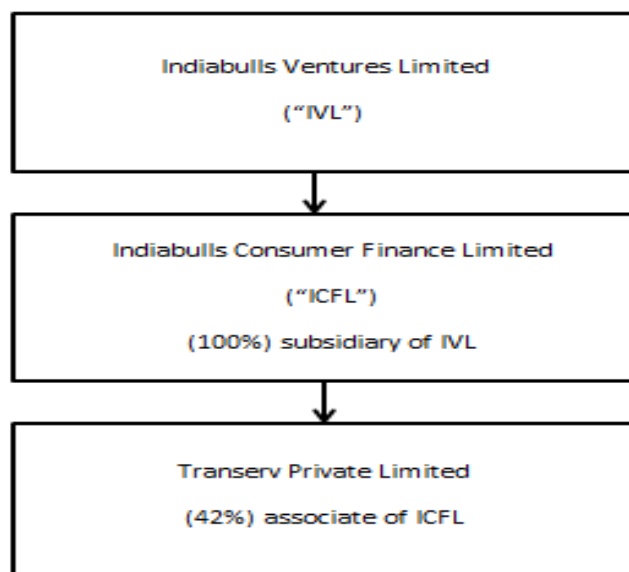 Indiabulls Ventures Limited
(“IVL”)
Indiabulls Consumer Finance Limited
(“ICFL”)
(100%) subsidiary of IVL
Transerv Private Limited
(42%) associate of ICFL